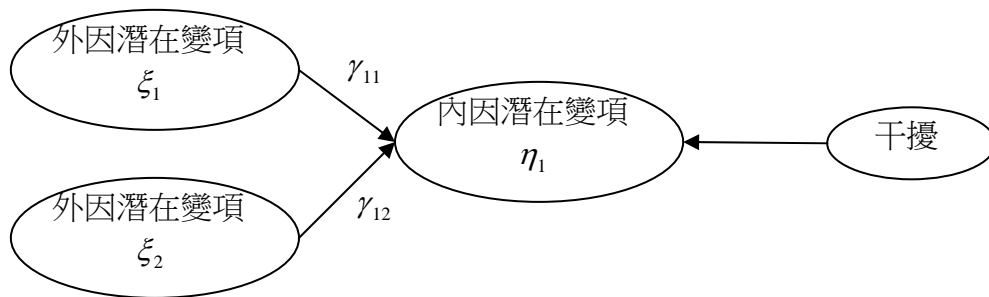 外因潛在變項
ξ₁
γ₁₁
內因潛在變項
η₁
干擾
外因潛在變項
ξ₂
γ₁₂